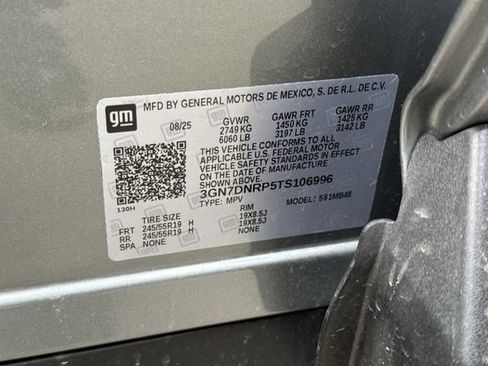 gm
MFD BY GENERAL MOTORS DE MEXICO, S. DE R.L. DE C.V.
08/25 GVWR GAWR FRT GAWR RR
2749 KG 1450 KG 1425 KG
6060 LB 3197 LB 3142 LB
THIS VEHICLE CONFORMS TO ALL
APPLICABLE U.S. FEDERAL MOTOR
VEHICLE SAFETY STANDARDS IN EFFECT
ON THE DATE OF MANUFACTURE SHOWN ABOVE.
3GN7DNRP5TS106996
TYPE: MPV MODEL: 561MB48
130H
TIRE SIZE RIM
FRT 245/55R19 H 19X8.5J
RR 245/55R19 H 19X8.5J
SPA NONE NONE